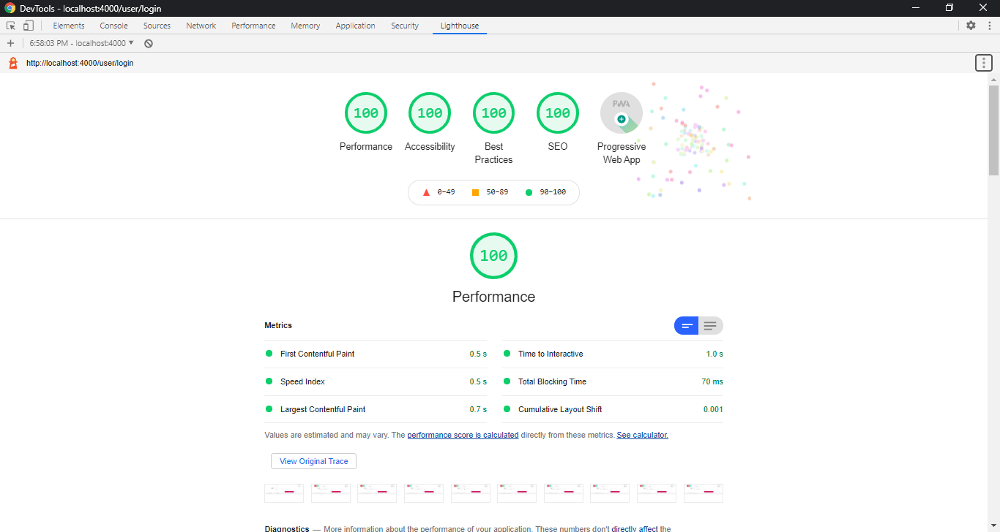 DevTools - localhost:4000/user/login
Elements Console Sources Network Performance Memory Application Security Lighthouse
6:58:03 PM - localhost:4000
http://localhost:4000/user/login
100 100 100 100 PWA
Performance Accessibility Best Practices SEO Progressive Web App
0–49 50–89 90–100
100
Performance
Metrics
First Contentful Paint 0.5 s Time to Interactive 1.0 s
Speed Index 0.5 s Total Blocking Time 70 ms
Largest Contentful Paint 0.7 s Cumulative Layout Shift 0.001
Values are estimated and may vary. The performance score is calculated directly from these metrics. See calculator.
View Original Trace
Diagnostics — More information about the performance of your application. These numbers don't directly affect the